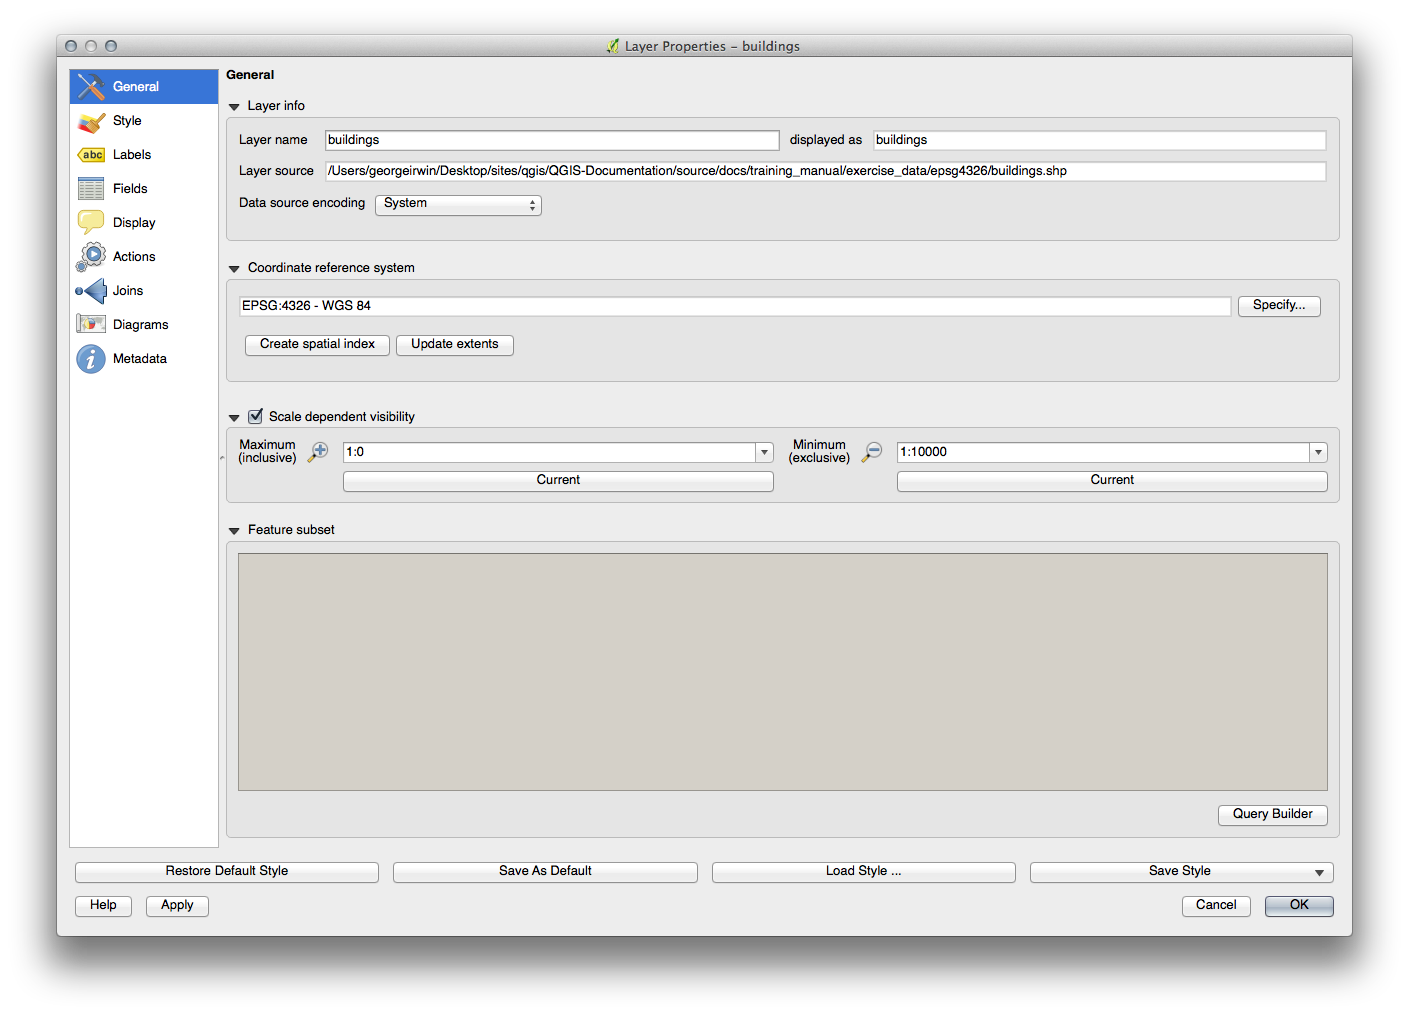 Layer Properties - buildings
General
Style
Labels
Fields
Display
Actions
Joins
Diagrams
Metadata
abc
General
Layer info
Layer name buildings displayed as buildings
Layer source /Users/georgeirwin/Desktop/sites/qgis/QGIS-Documentation/source/docs/training_manual/exercise_data/epsg4326/buildings.shp
Data source encoding System
Coordinate reference system
EPSG:4326 - WGS 84 Specify...
Create spatial index Update extents
Scale dependent visibility
Maximum (inclusive) 1:0 Minimum (exclusive) 1:10000
Current Current
Feature subset
Query Builder
Restore Default Style Save As Default Load Style ... Save Style
Help Apply Cancel OK